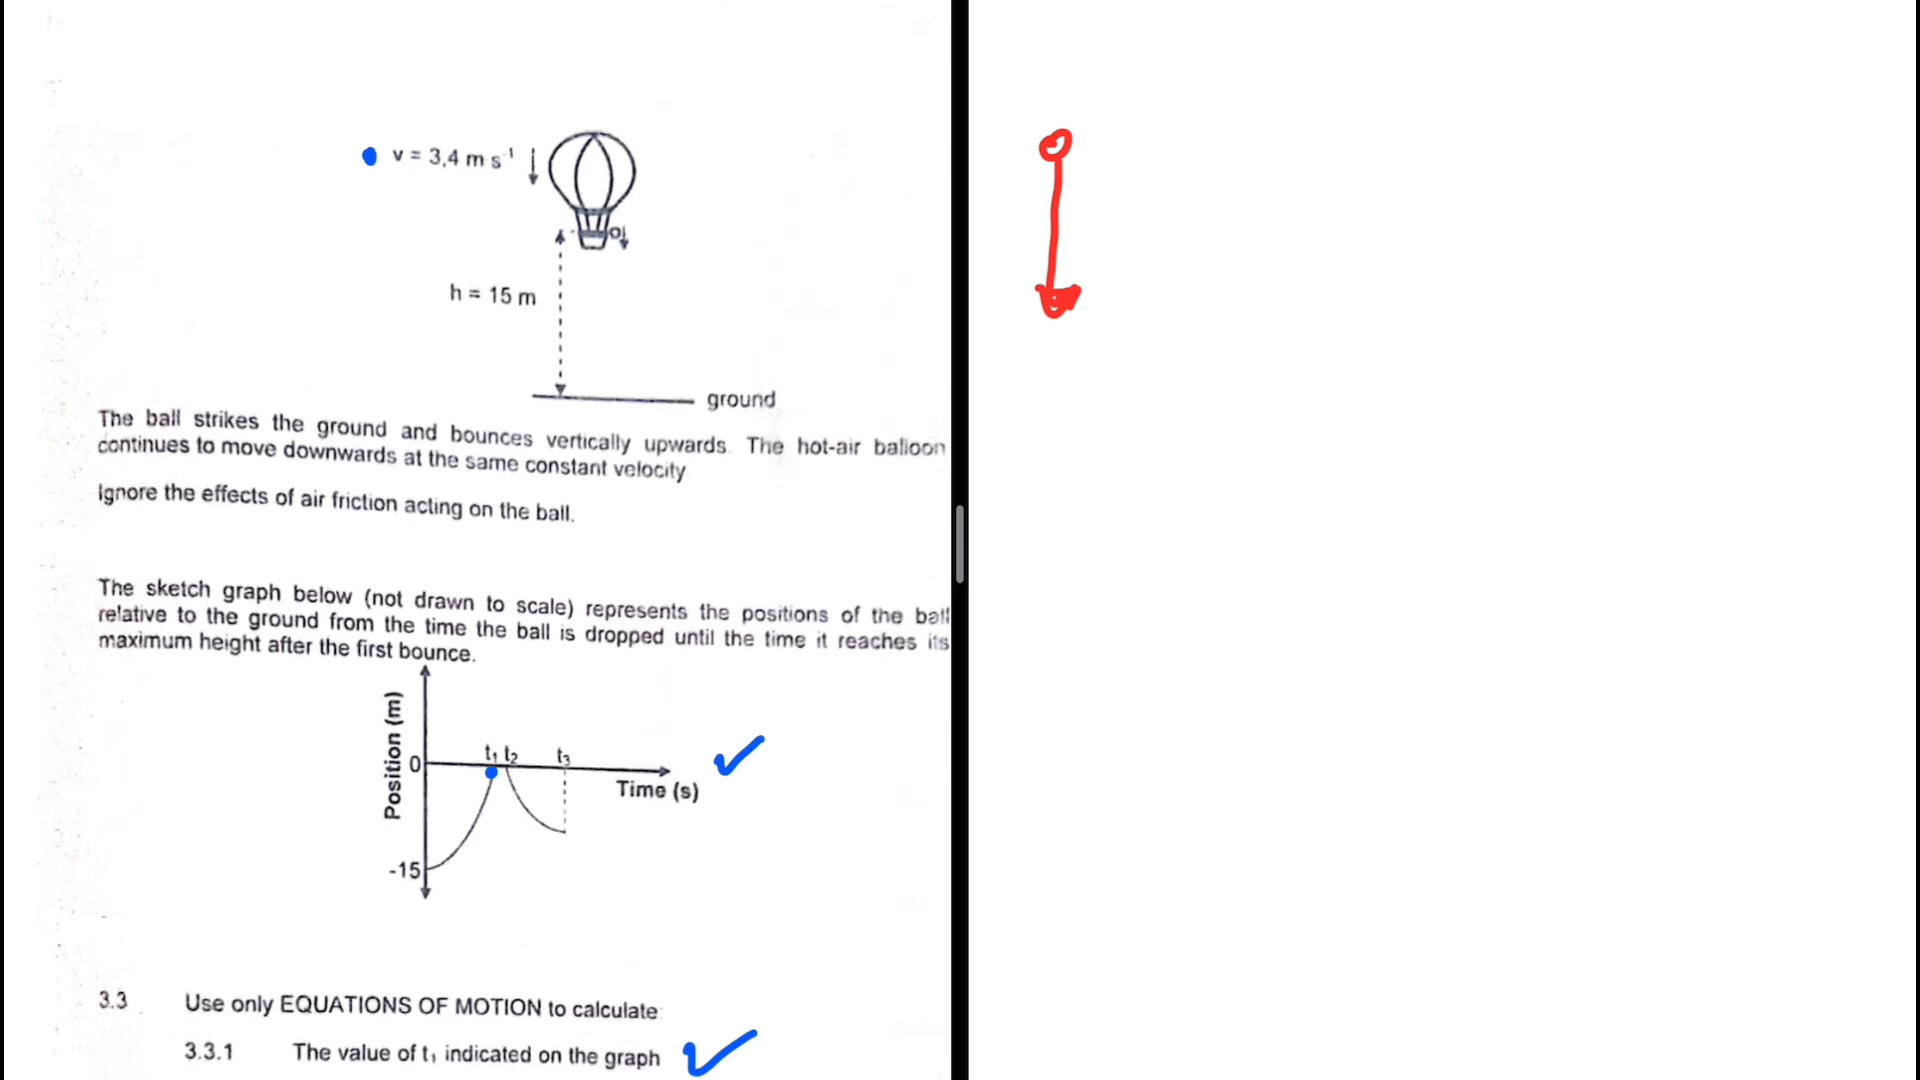 v = 3,4 m·s⁻¹
h = 15 m
ground
The ball strikes the ground and bounces vertically upwards. The hot-air balloon
continues to move downwards at the same constant velocity
Ignore the effects of air friction acting on the ball.
The sketch graph below (not drawn to scale) represents the positions of the ball
relative to the ground from the time the ball is dropped until the time it reaches its
maximum height after the first bounce.
Position (m)
0
t₁ t₂ t₃
Time (s)
-15
3.3 Use only EQUATIONS OF MOTION to calculate:
3.3.1 The value of t₁ indicated on the graph